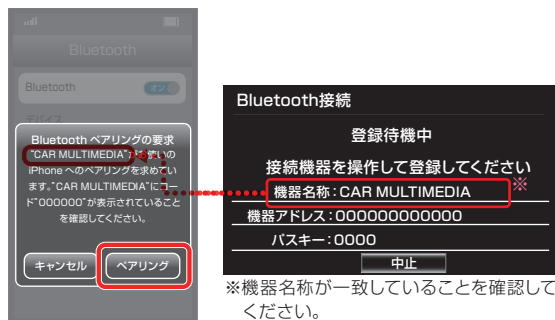 Bluetooth
Bluetooth
オン
デバイス
Bluetooth ペアリングの要求
"CAR MULTIMEDIA"がお使いの
iPhone へのペアリングを求めてい
ます。"CAR MULTIMEDIA"にコー
ド"000000"が表示されていること
を確認してください。
キャンセル
ペアリング
Bluetooth接続
登録待機中
接続機器を操作して登録してください
機器名称：CAR MULTIMEDIA ※
機器アドレス：000000000000
パスキー：0000
中止
※機器名称が一致していることを確認して
ください。